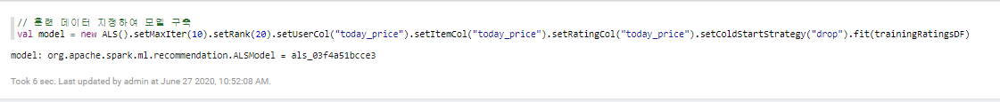 // 훈련 데이터 지정하여 모델 구축
val model = new ALS().setMaxIter(10).setRank(20).setUserCol("today_price").setItemCol("today_price").setRatingCol("today_price").setColdStartStrategy("drop").fit(trainingRatingsDF)
model: org.apache.spark.ml.recommendation.ALSModel = als_03f4a51bcce3
Took 6 sec. Last updated by admin at June 27 2020, 10:52:08 AM.